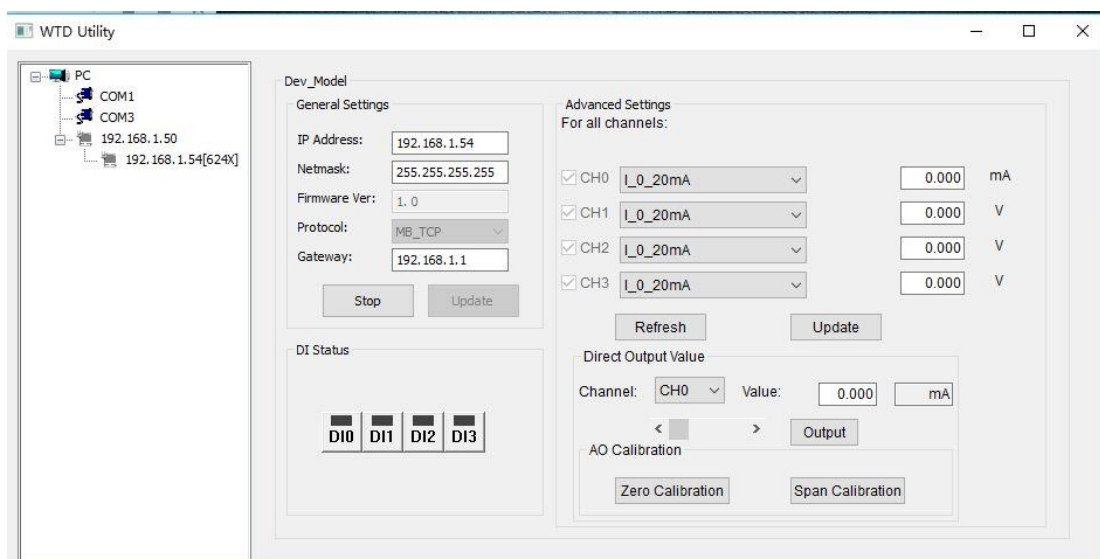 WTD Utility
PC
COM1
COM3
192.168.1.50
192.168.1.54[624X]
Dev_Model
General Settings
IP Address: 192.168.1.54
Netmask: 255.255.255.255
Firmware Ver: 1. 0
Protocol: MB_TCP
Gateway: 192.168.1.1
Stop Update
DI Status
DI0 DI1 DI2 DI3
Advanced Settings
For all channels:
CH0 I_0_20mA 0.000 mA
CH1 I_0_20mA 0.000 V
CH2 I_0_20mA 0.000 V
CH3 I_0_20mA 0.000 V
Refresh Update
Direct Output Value
Channel: CH0 Value: 0.000 mA
Output
AO Calibration
Zero Calibration Span Calibration